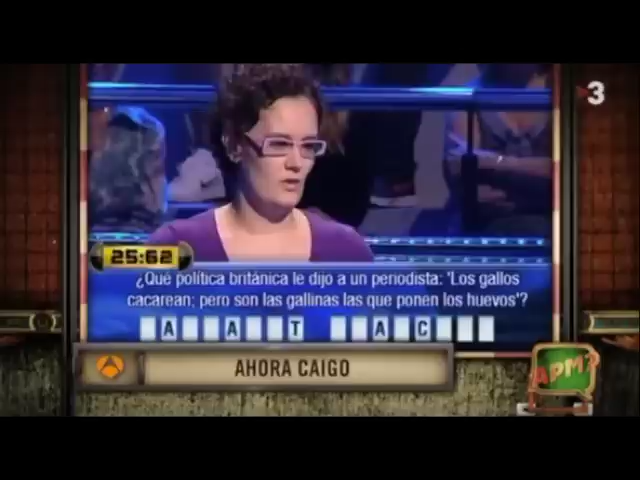 3
25:62
¿Qué política británica le dijo a un periodista: 'Los gallos
cacarean; pero son las gallinas las que ponen los huevos'?
A A T A C
AHORA CAIGO
APM?